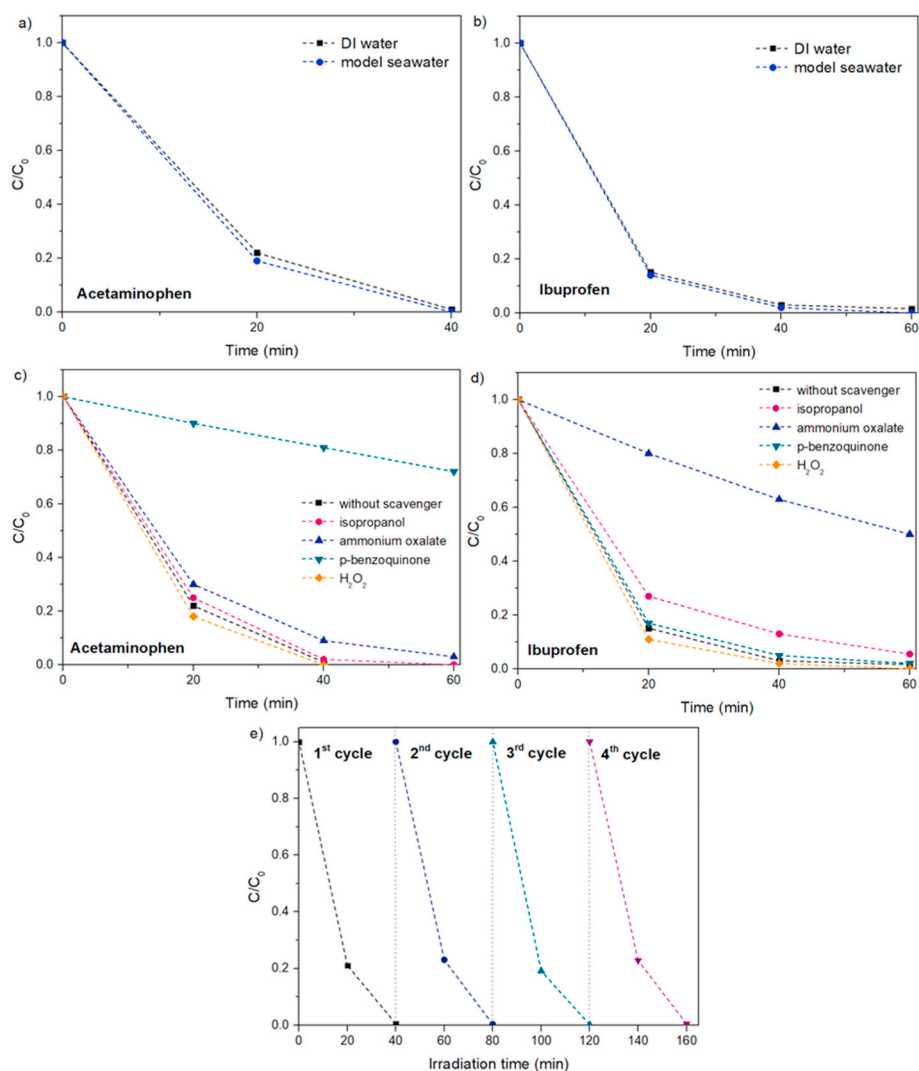 a)
DI water
model seawater
1.0
0.8
0.6
0.4
0.2
0.0
C/C₀
Acetaminophen
0
20
40
Time (min)
b)
DI water
model seawater
1.0
0.8
0.6
0.4
0.2
0.0
C/C₀
Ibuprofen
0
20
40
60
Time (min)
c)
1.0
0.8
0.6
0.4
0.2
0.0
C/C₀
without scavenger
isopropanol
ammonium oxalate
p-benzoquinone
H₂O₂
Acetaminophen
0
20
40
60
Time (min)
d)
without scavenger
isopropanol
ammonium oxalate
p-benzoquinone
H₂O₂
1.0
0.8
0.6
0.4
0.2
0.0
C/C₀
Ibuprofen
0
20
40
60
Time (min)
e)
1st cycle
2nd cycle
3rd cycle
4th cycle
1.0
0.8
0.6
0.4
0.2
0.0
C/C₀
0
20
40
60
80
100
120
140
160
Irradiation time (min)